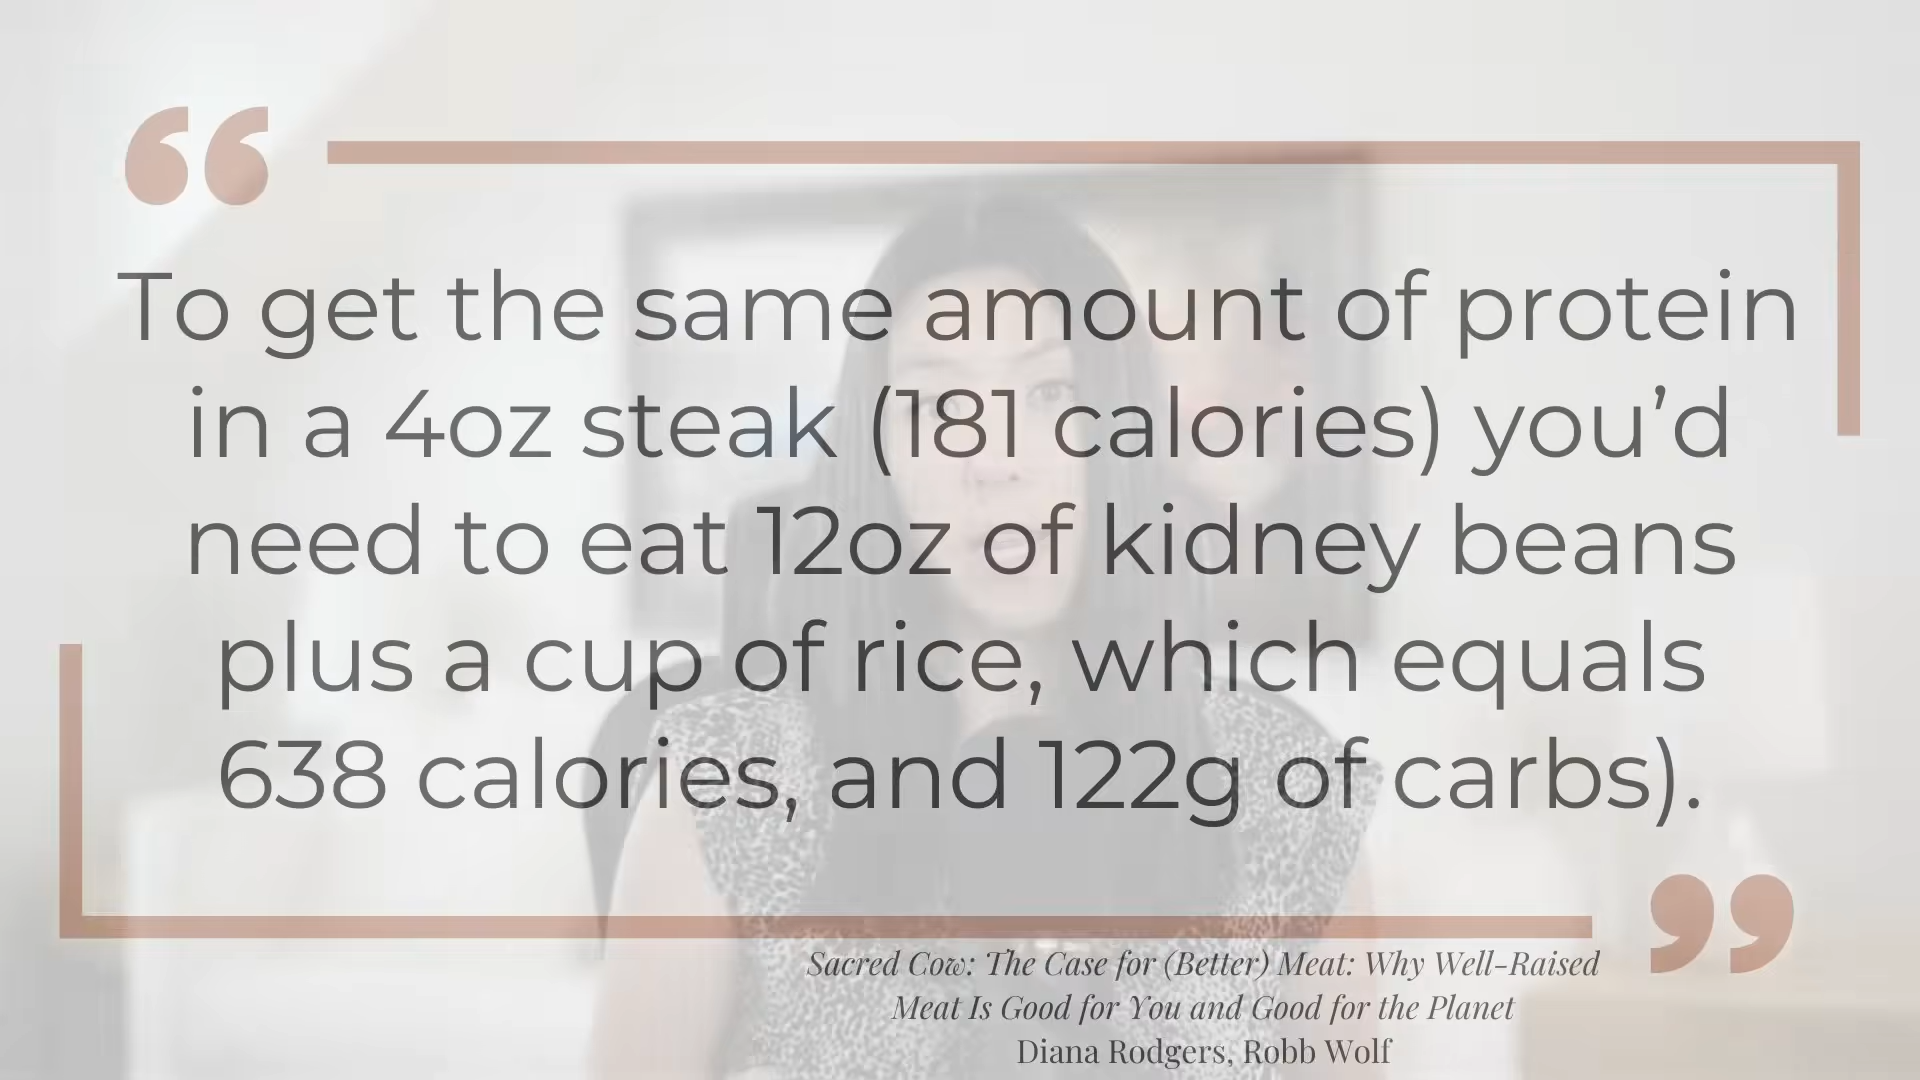 “
To get the same amount of protein
in a 4oz steak (181 calories) you’d
need to eat 12oz of kidney beans
plus a cup of rice, which equals
638 calories, and 122g of carbs).
”
Sacred Cow: The Case for (Better) Meat: Why Well-Raised
Meat Is Good for You and Good for the Planet
Diana Rodgers, Robb Wolf